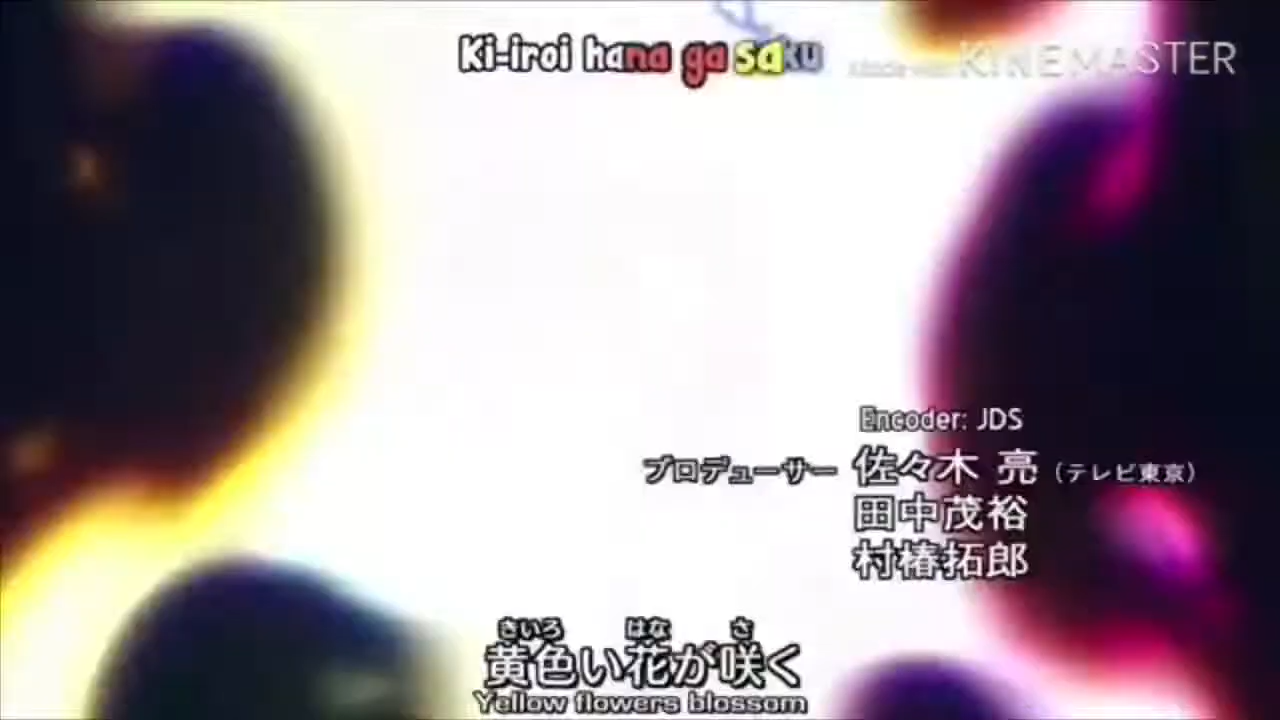 Ki-iroi hana ga saku
Made with KINEMASTER
Encoder: JDS
プロデューサー 佐々木 亮 (テレビ東京)
田中茂裕
村椿拓郎
きいろ はな さ
黄色い花が咲く
Yellow flowers blossom